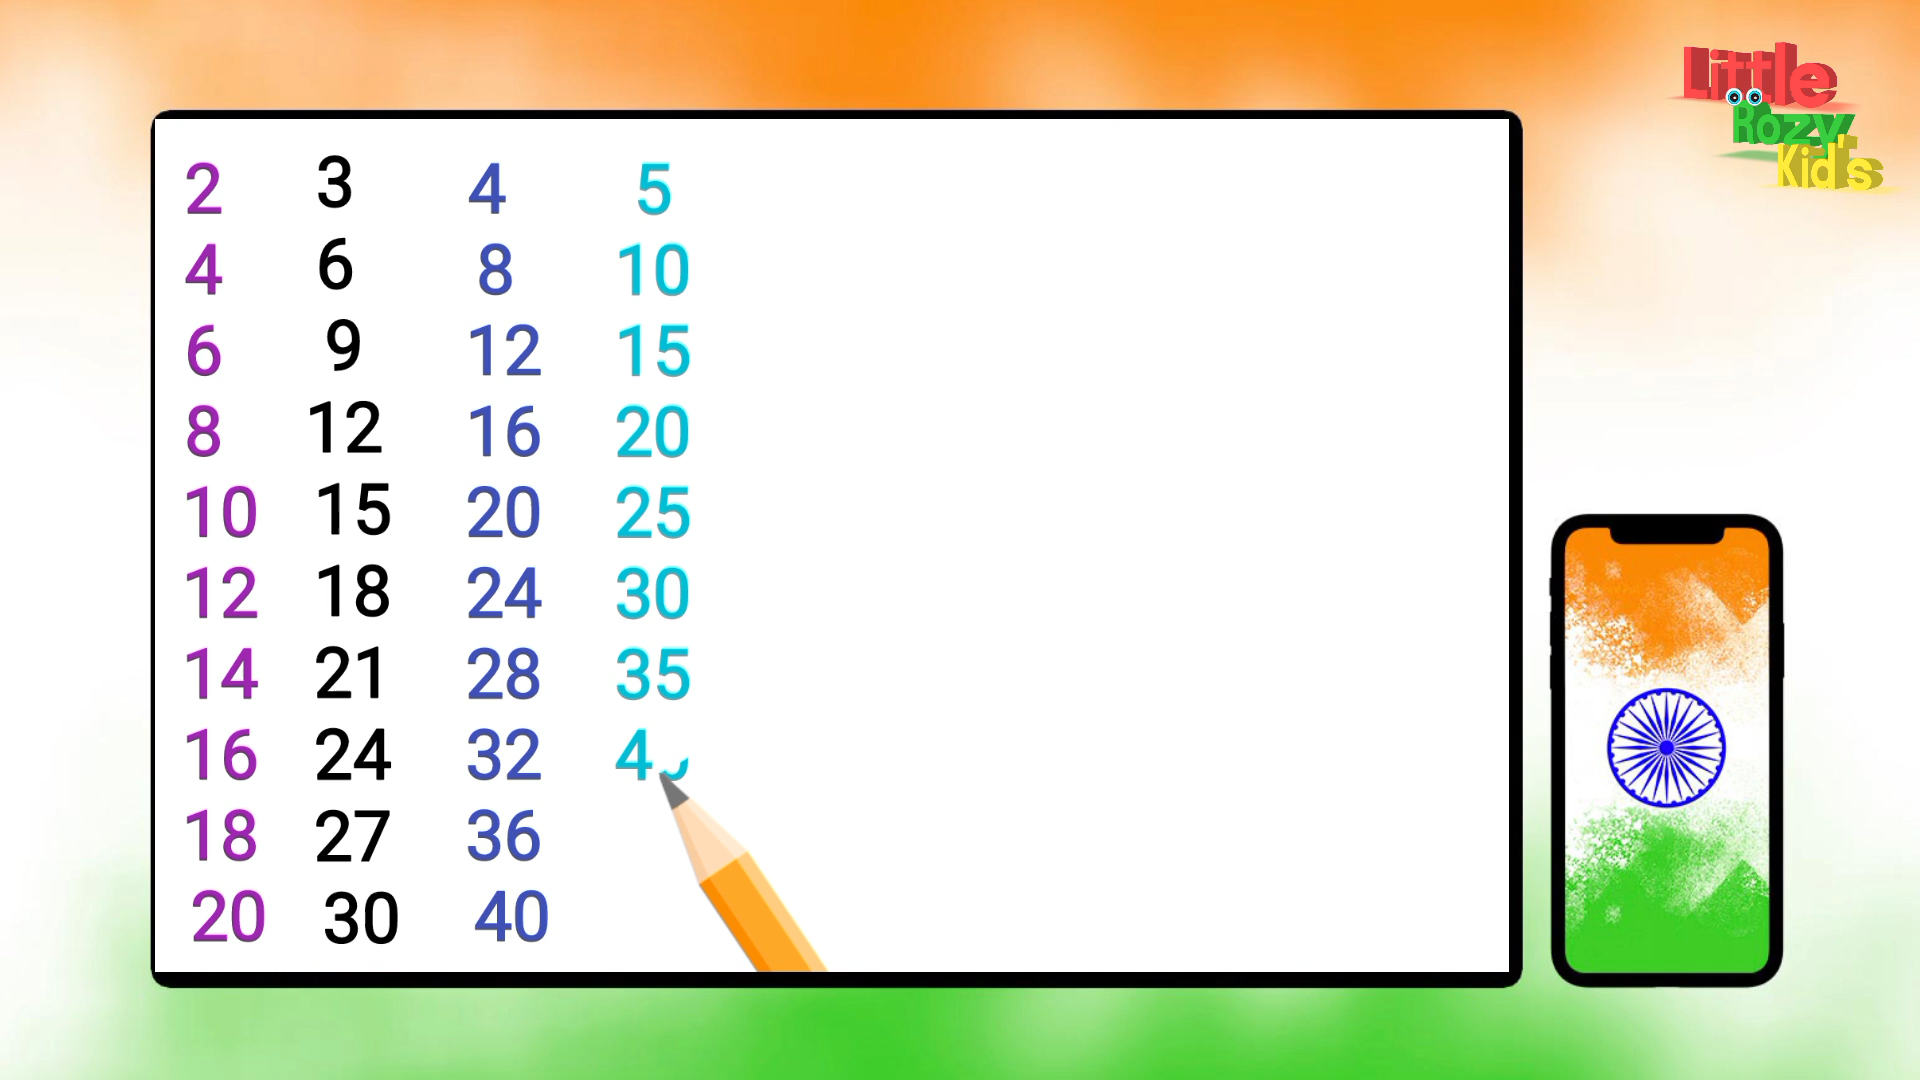 2 3 4 5
4 6 8 10
6 9 12 15
8 12 16 20
10 15 20 25
12 18 24 30
14 21 28 35
16 24 32 4
18 27 36
20 30 40
Little
Rozy
Kid's